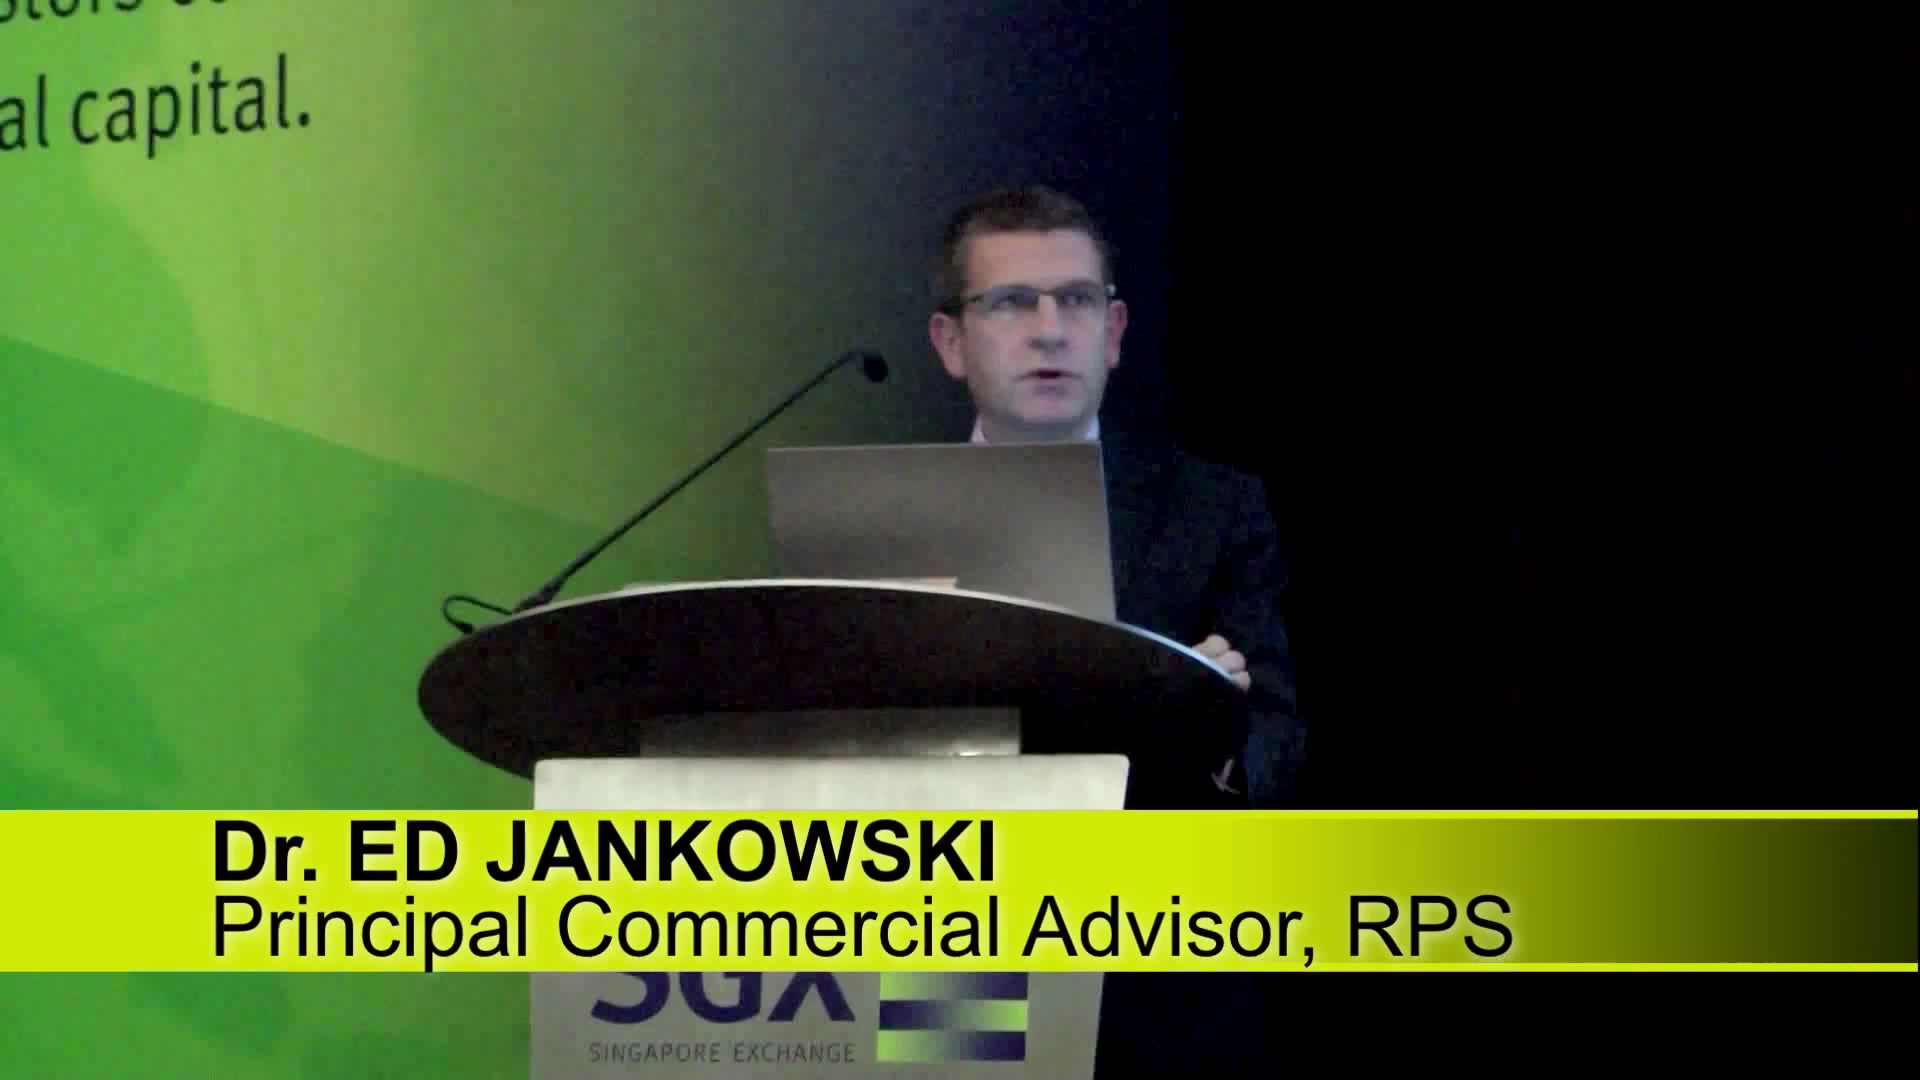 al capital.
Dr. ED JANKOWSKI
Principal Commercial Advisor, RPS
SGX
SINGAPORE EXCHANGE